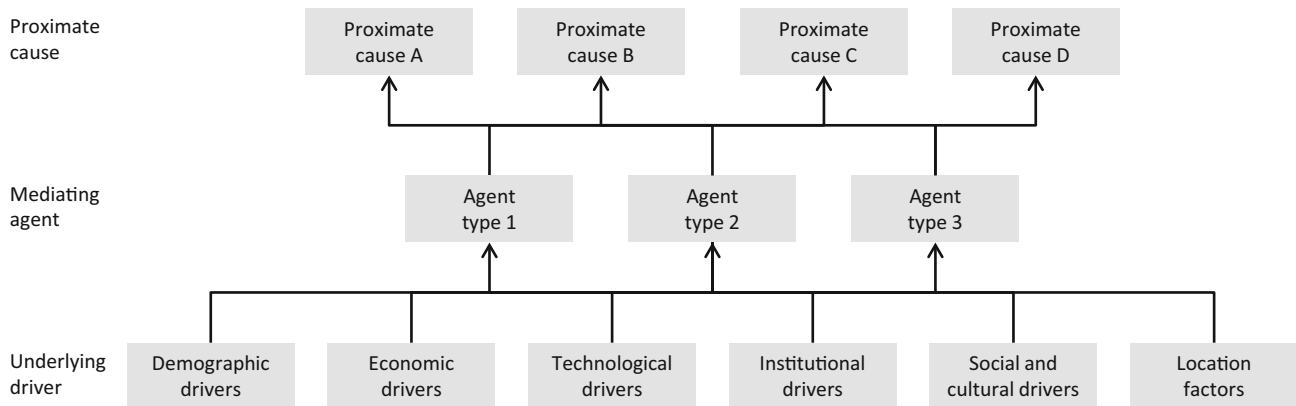 Proximate
cause
Proximate
cause A
Proximate
cause B
Proximate
cause C
Proximate
cause D
Mediating
agent
Agent
type 1
Agent
type 2
Agent
type 3
Underlying
driver
Demographic
drivers
Economic
drivers
Technological
drivers
Institutional
drivers
Social and
cultural drivers
Location
factors